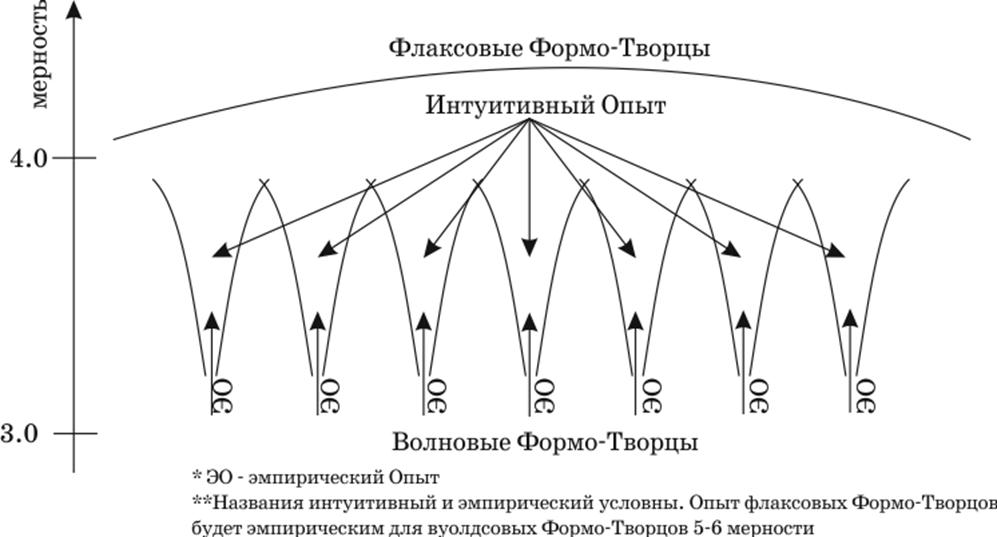 мерность
Флаксовые Формо-Творцы
Интуитивный Опыт
4.0
ЭО ЭО ЭО ЭО ЭО ЭО ЭО
3.0
Волновые Формо-Творцы
* ЭО - эмпирический Опыт
**Названия интуитивный и эмпирический условны. Опыт флаксовых Формо-Творцов
будет эмпирическим для вуолдсовых Формо-Творцов 5-6 мерности